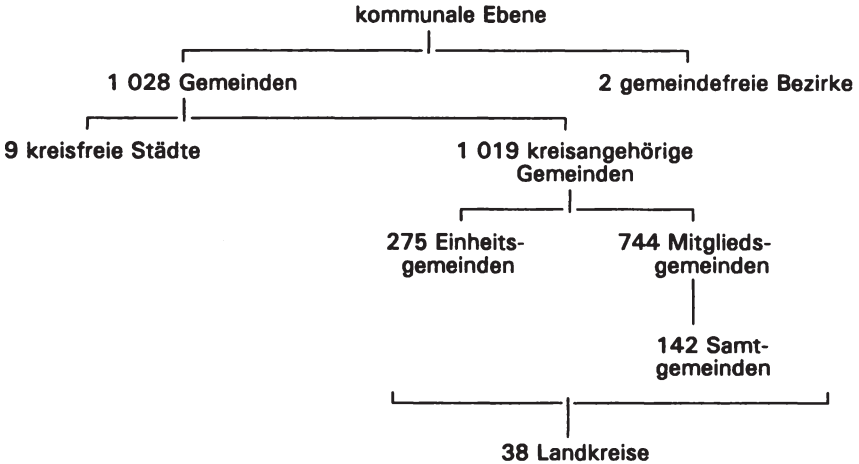 kommunale Ebene
1 028 Gemeinden
2 gemeindefreie Bezirke
9 kreisfreie Städte
1 019 kreisangehörige
Gemeinden
275 Einheits-
gemeinden
744 Mitglieds-
gemeinden
142 Samt-
gemeinden
38 Landkreise